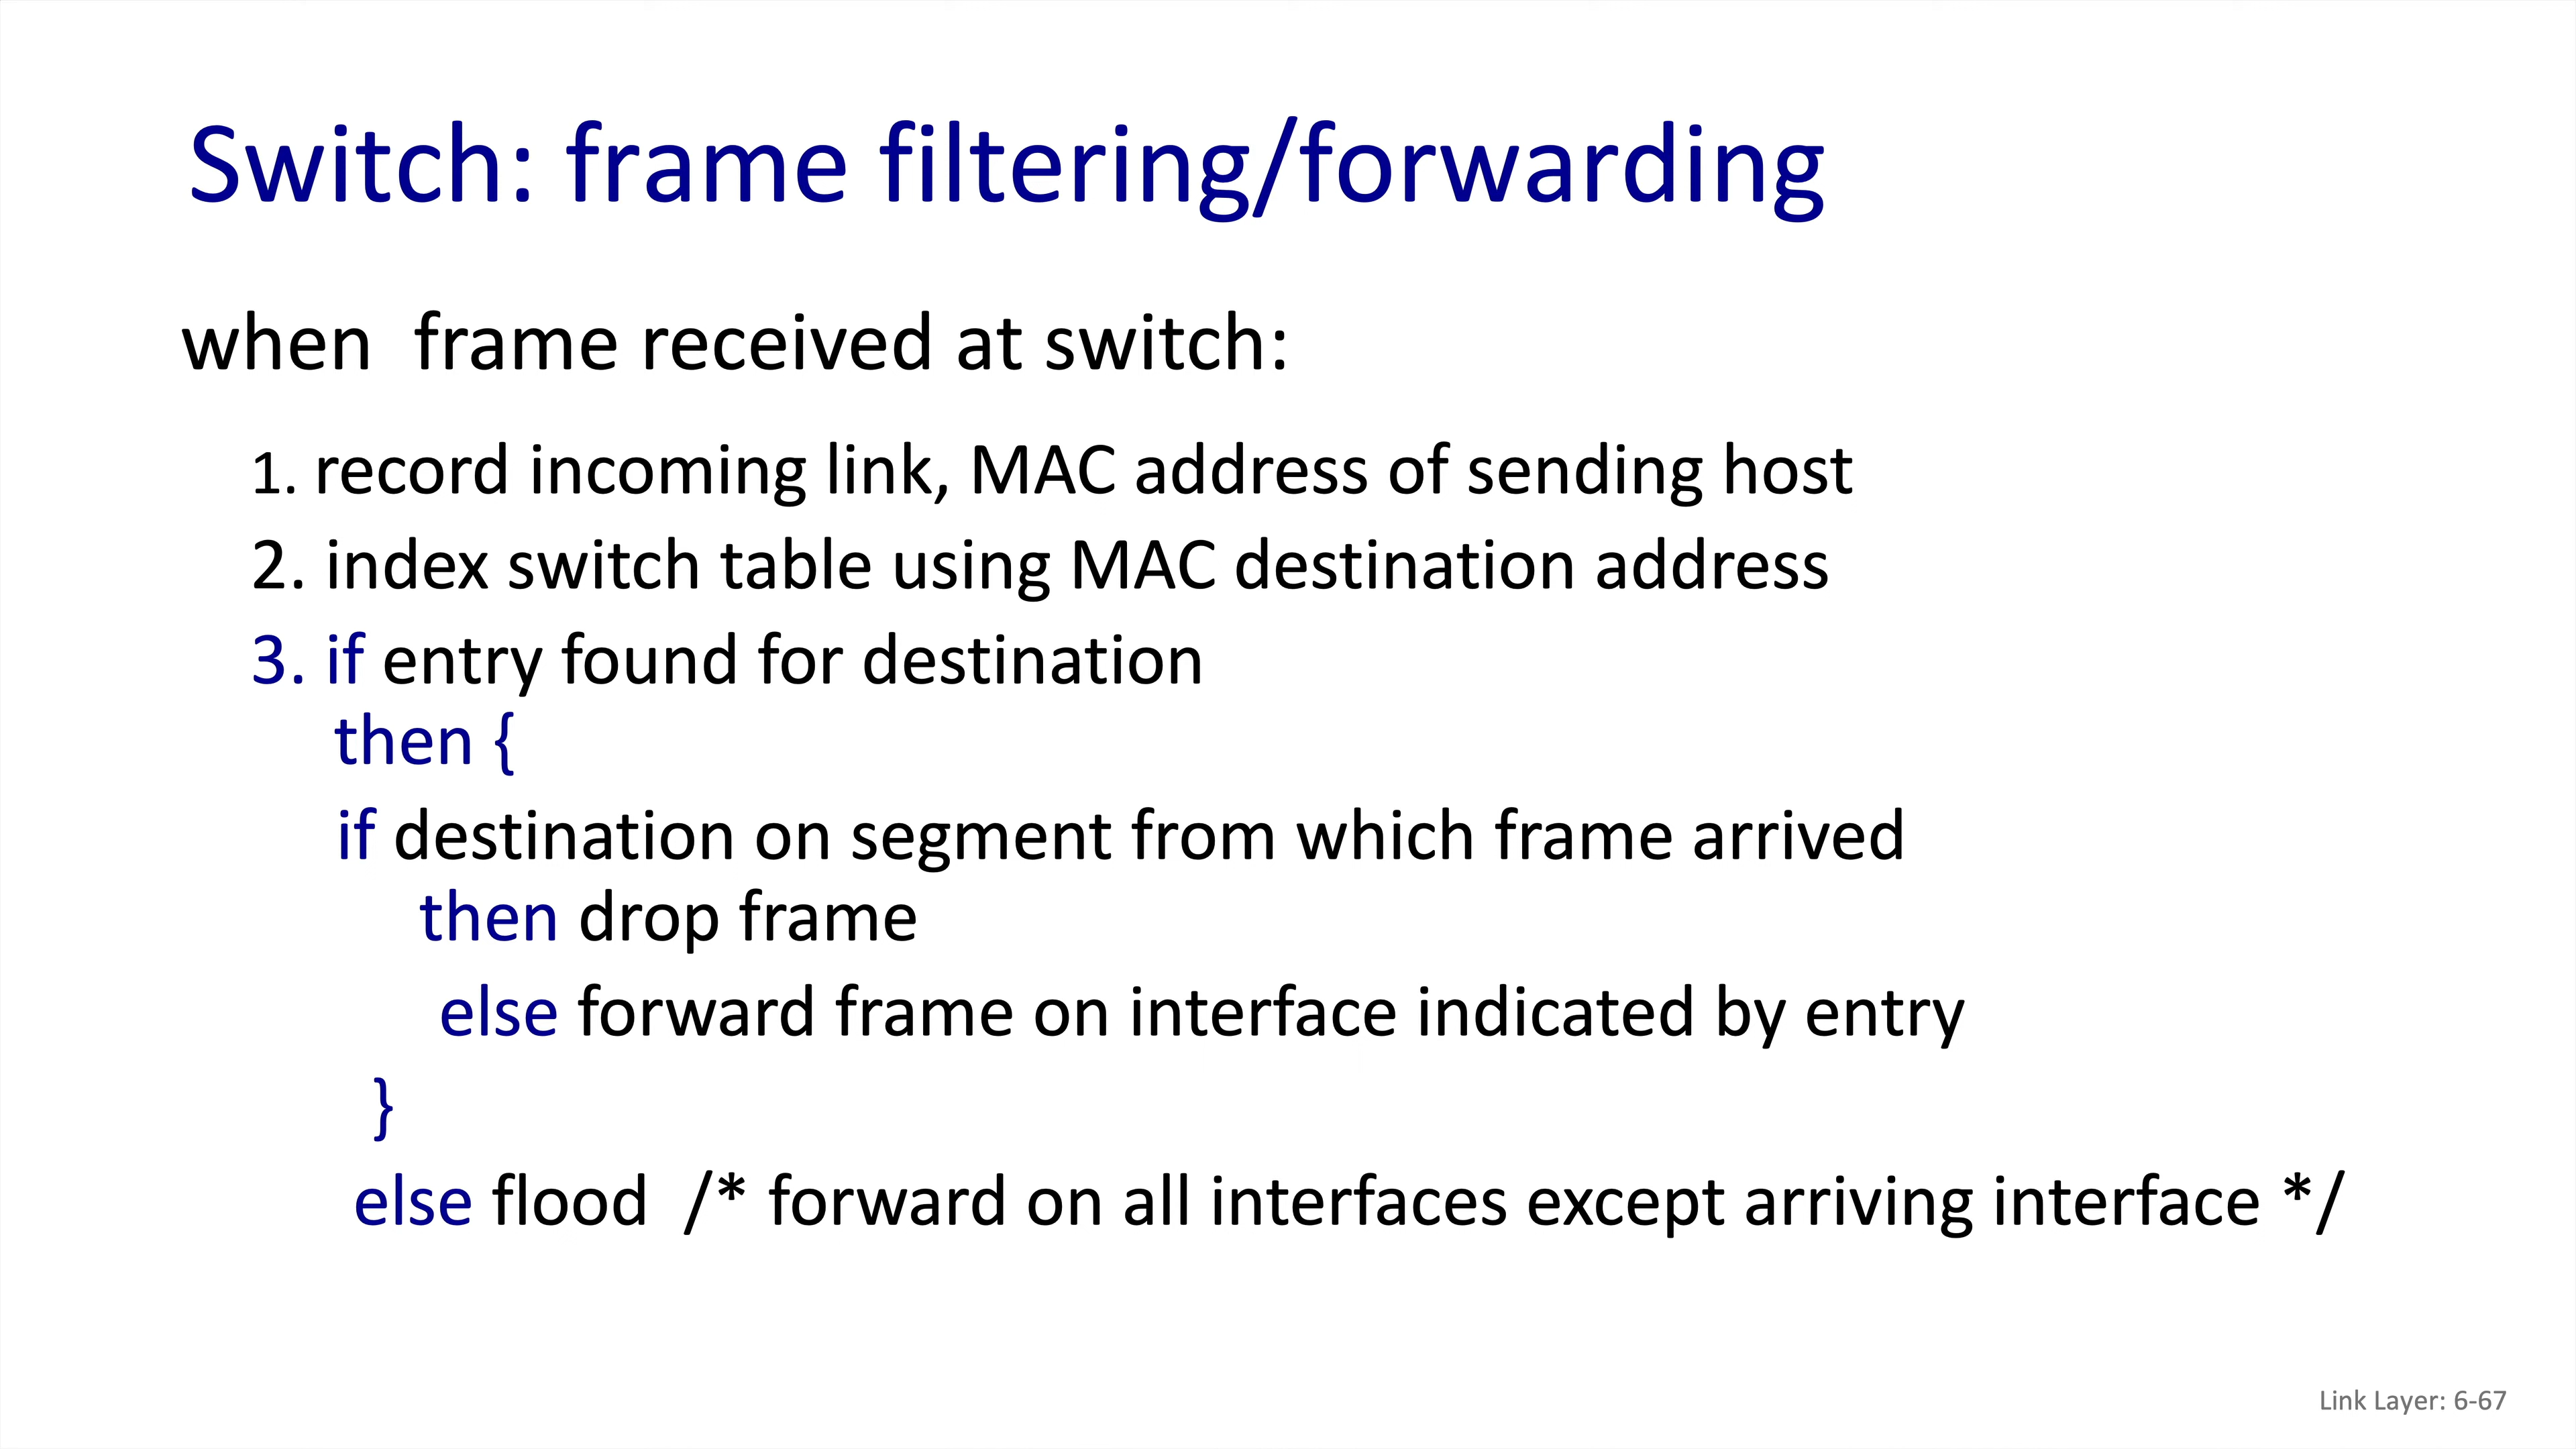 Switch: frame filtering/forwarding
when  frame received at switch:
1. record incoming link, MAC address of sending host
2. index switch table using MAC destination address
3. if entry found for destination
then {
if destination on segment from which frame arrived
then drop frame
else forward frame on interface indicated by entry
}
else flood  /* forward on all interfaces except arriving interface */
Link Layer: 6-67